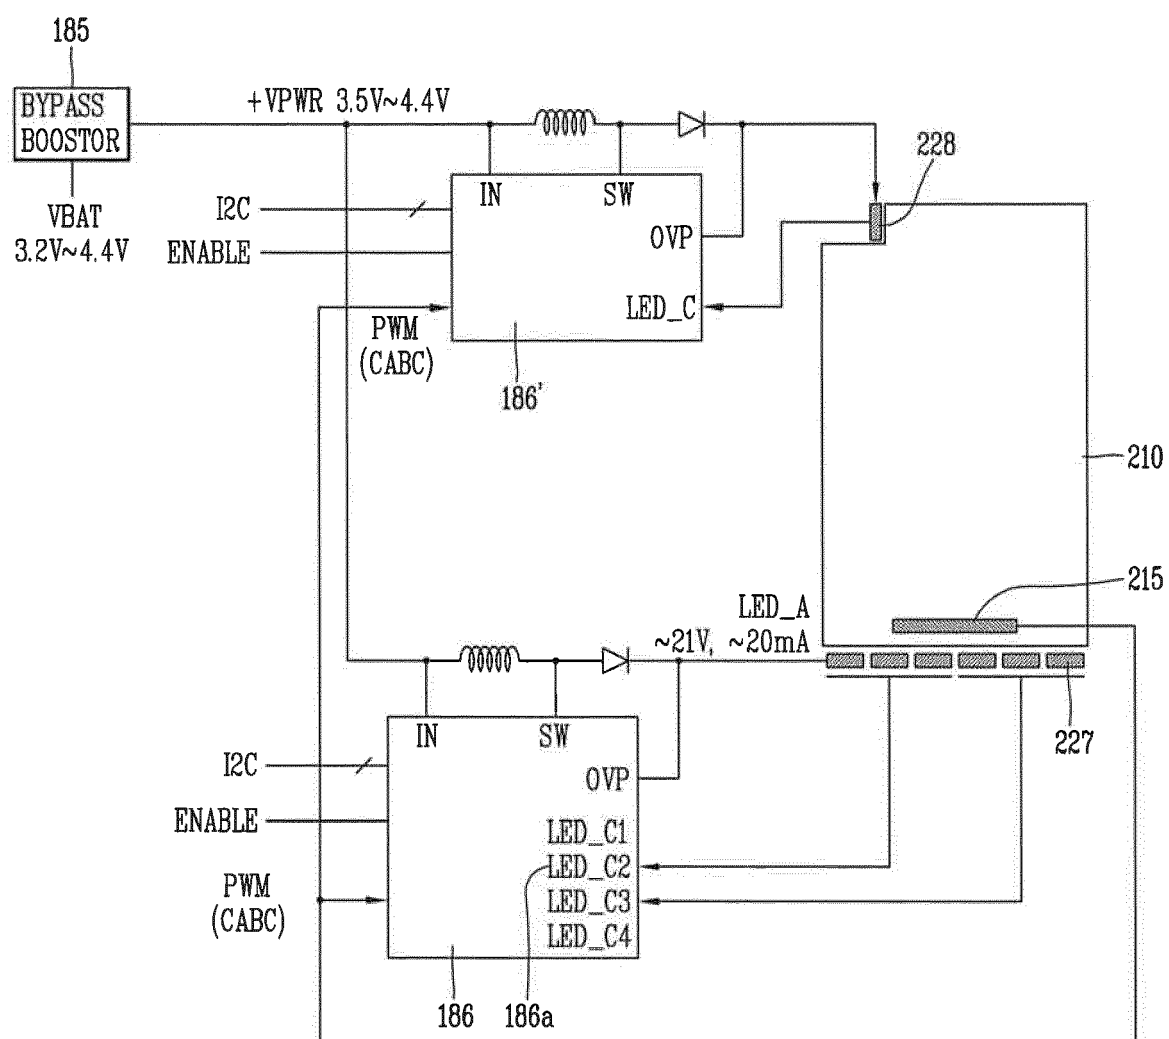 185
BYPASS
BOOSTOR
+VPWR 3.5V~4.4V
VBAT
3.2V~4.4V
228
IN
SW
I2C
ENABLE
OVP
LED_C
PWM
(CABC)
186'
210
215
LED_A
~21V, ~20mA
227
IN
SW
I2C
OVP
ENABLE
LED_C1
LED_C2
PWM
(CABC)
LED_C3
LED_C4
186
186a